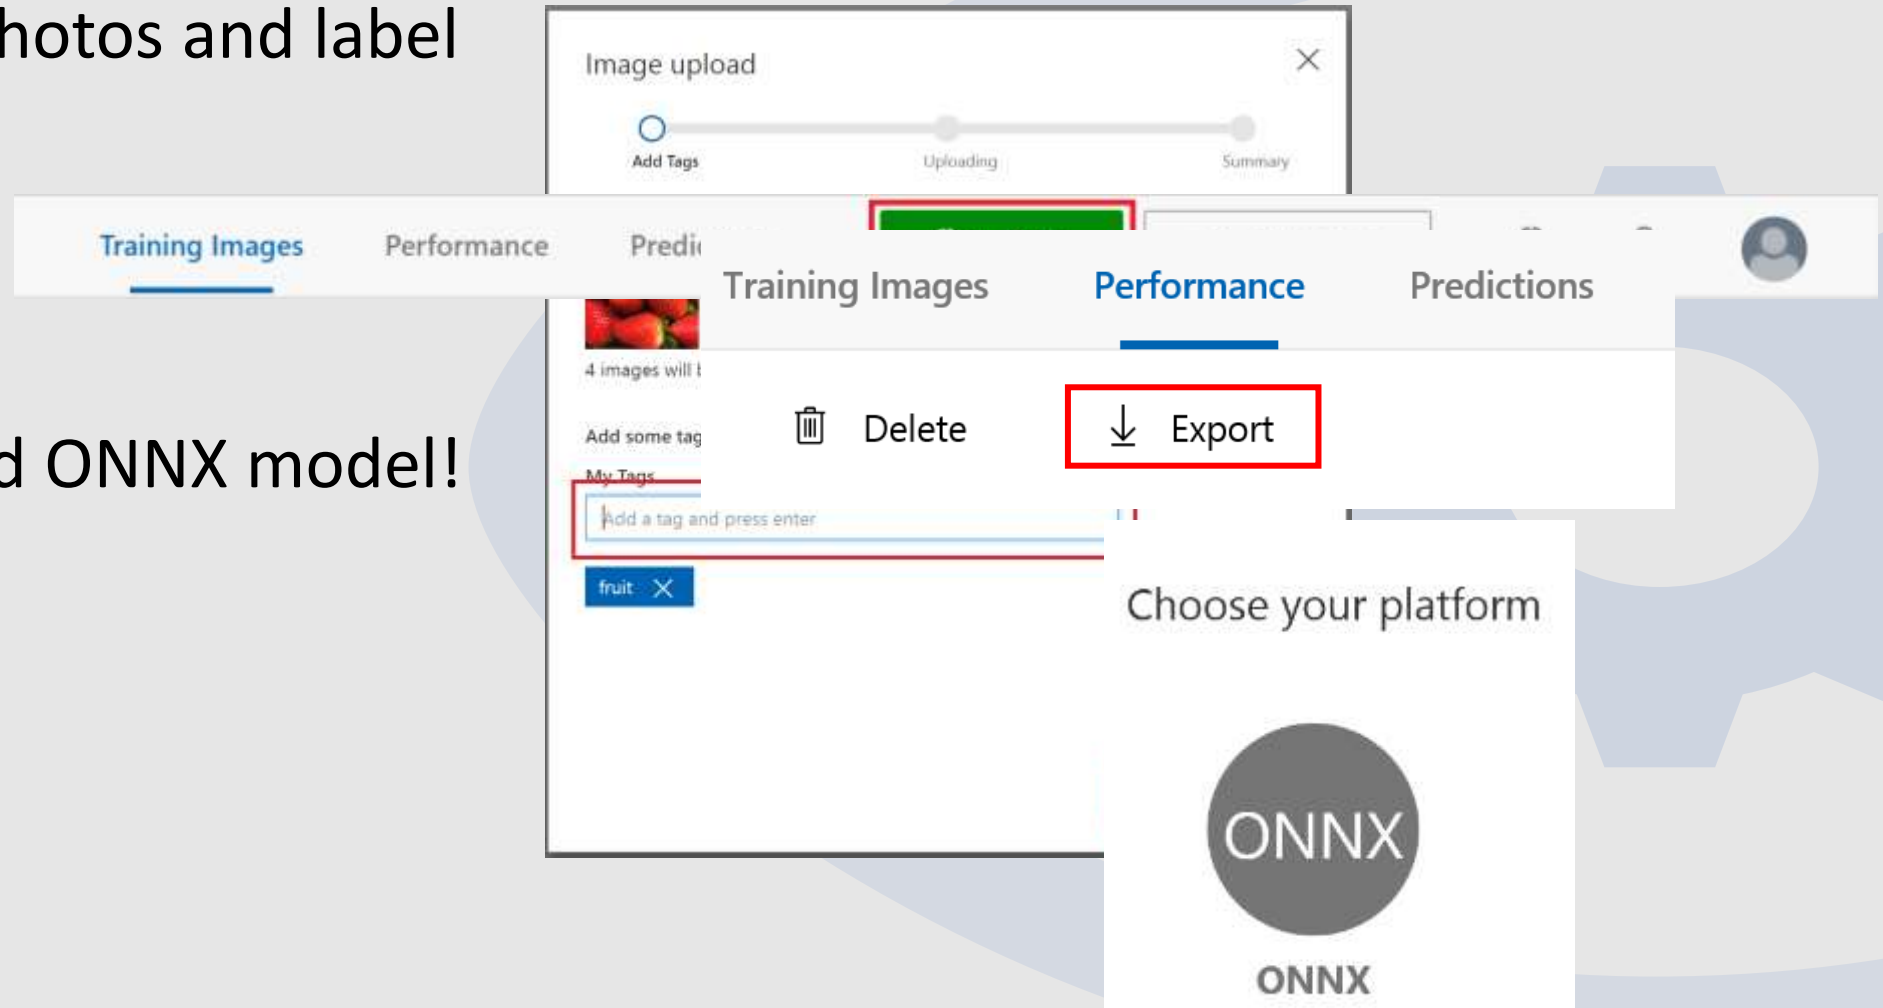 hotos and label
Image upload
Add Tags
Uploading
Summary
Training Images
Performance
Predic
Training Images
Performance
Predictions
4 images will
Delete
Export
Add some tag
d ONNX model!
My Tags
Add a tag and press enter
fruit
Choose your platform
ONNX
ONNX